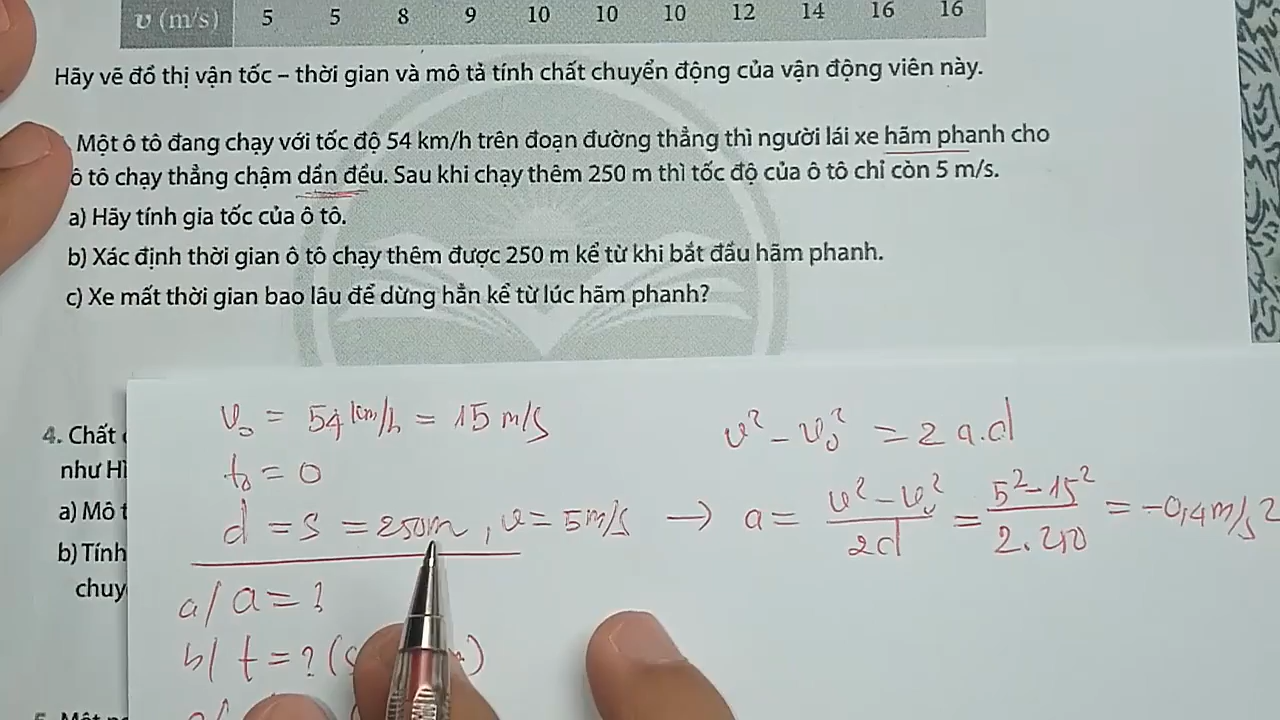 v (m/s) 5 5 8 9 10 10 10 12 14 16 16
Hãy vẽ đồ thị vận tốc – thời gian và mô tả tính chất chuyển động của vận động viên này.
Một ô tô đang chạy với tốc độ 54 km/h trên đoạn đường thẳng thì người lái xe hãm phanh cho
ô tô chạy thẳng chậm dần đều. Sau khi chạy thêm 250 m thì tốc độ của ô tô chỉ còn 5 m/s.
a) Hãy tính gia tốc của ô tô.
b) Xác định thời gian ô tô chạy thêm được 250 m kể từ khi bắt đầu hãm phanh.
c) Xe mất thời gian bao lâu để dừng hẳn kể từ lúc hãm phanh?
4. Chất
như Hì
a) Mô t
b) Tính
chuy
v₀ = 54 km/h = 15 m/s
t₀ = 0
d = s = 250m, v = 5m/s
a/ a = ?
b/ t = ? (
v² - v₀² = 2 a.d
→ a = v² - v₀² / 2d = 5² - 15² / 2.250 = -0,4 m/s²